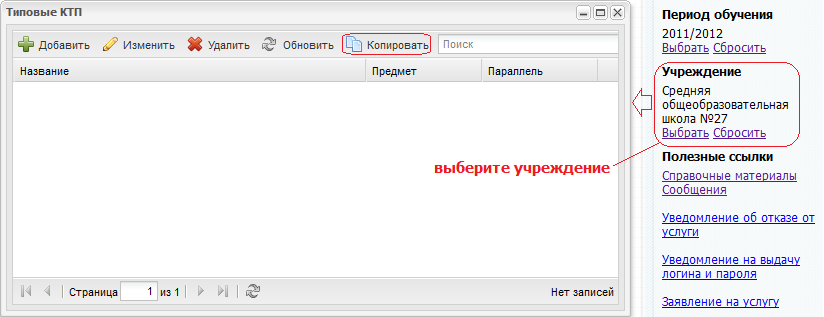 Типовые КТП
Добавить Изменить Удалить Обновить Копировать Поиск
Название Предмет Параллель
Страница 1 из 1 Нет записей
выберите учреждение
Период обучения
2011/2012
Выбрать Сбросить
Учреждение
Средняя
общеобразовательная
школа №27
Выбрать Сбросить
Полезные ссылки
Справочные материалы
Сообщения
Уведомление об отказе от
услуги
Уведомление на выдачу
логина и пароля
Заявление на услугу